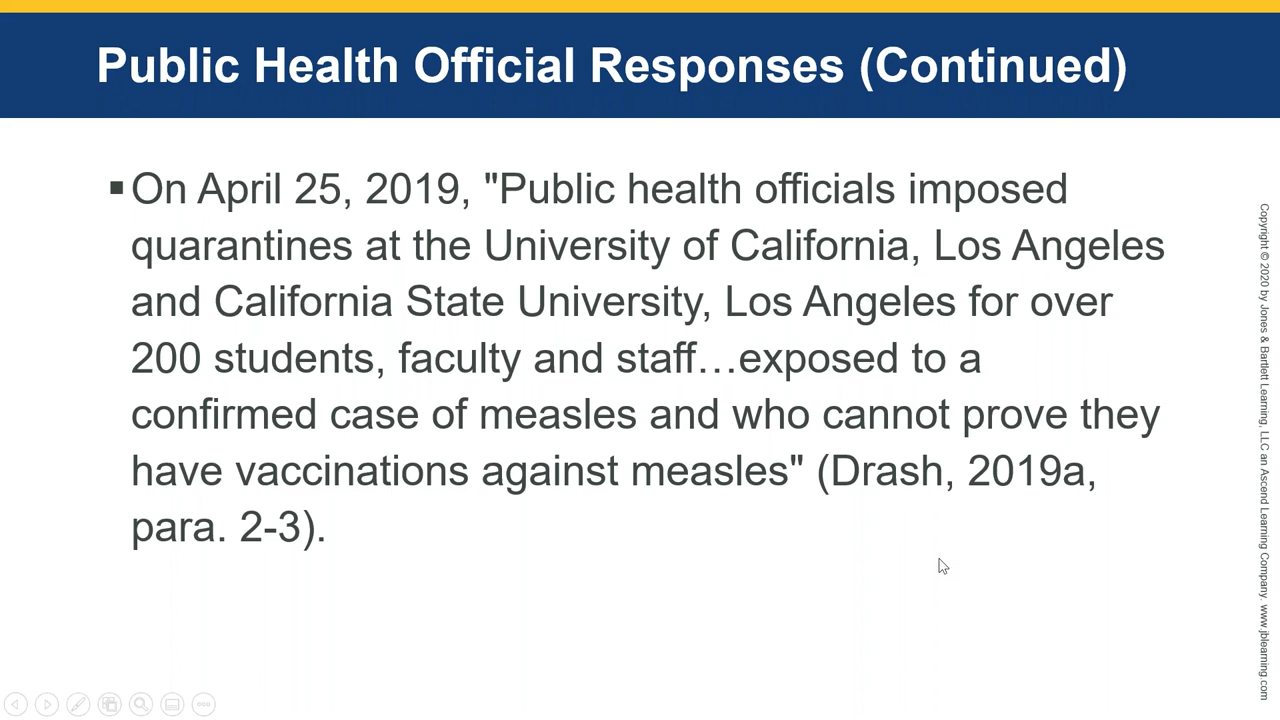 Public Health Official Responses (Continued)
▪On April 25, 2019, "Public health officials imposed
quarantines at the University of California, Los Angeles
and California State University, Los Angeles for over
200 students, faculty and staff…exposed to a
confirmed case of measles and who cannot prove they
have vaccinations against measles" (Drash, 2019a,
para. 2-3).
Copyright © 2020 by Jones & Bartlett Learning, LLC an Ascend Learning Company. www.jblearning.com